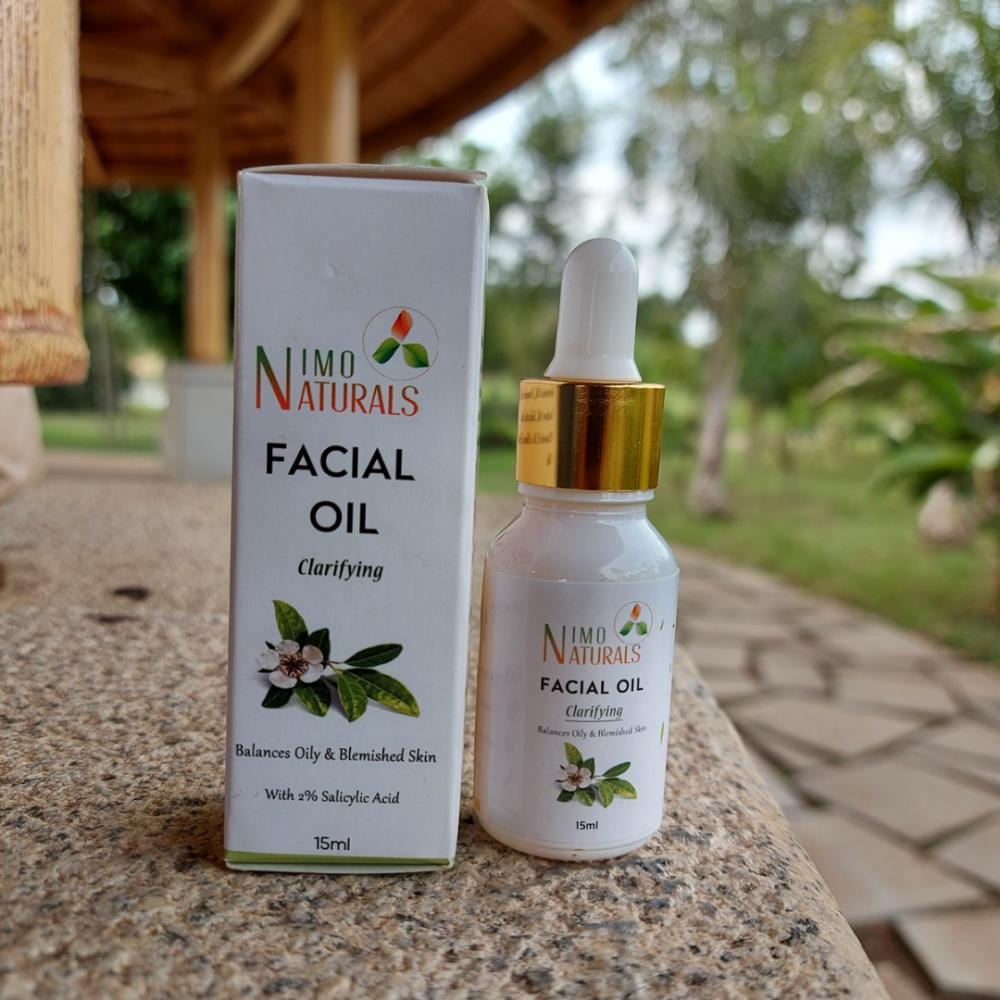 NIMO
NATURALS
FACIAL
OIL
Clarifying
Balances Oily & Blemished Skin
With 2% Salicylic Acid
15ml
NIMO
NATURALS
FACIAL OIL
Clarifying
Balances Oily & Blemished Skin
15ml